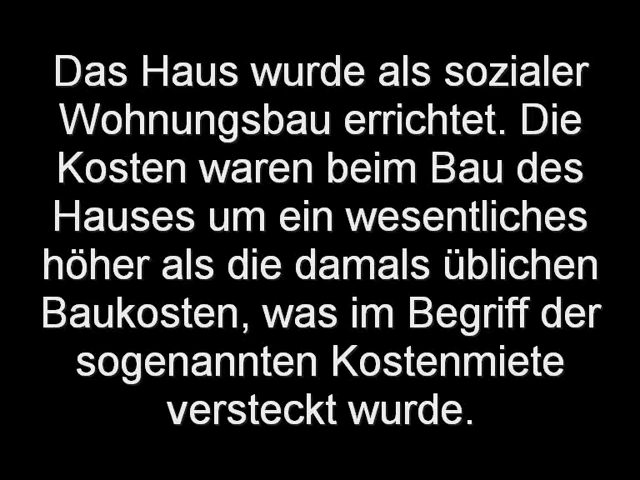 Das Haus wurde als sozialer
Wohnungsbau errichtet. Die
Kosten waren beim Bau des
Hauses um ein wesentliches
höher als die damals üblichen
Baukosten, was im Begriff der
sogenannten Kostenmiete
versteckt wurde.